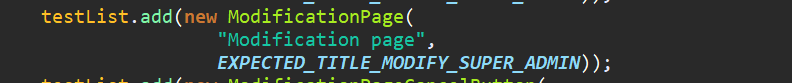 testList.add(new ModificationPage(
"Modification page",
EXPECTED_TITLE_MODIFY_SUPER_ADMIN));